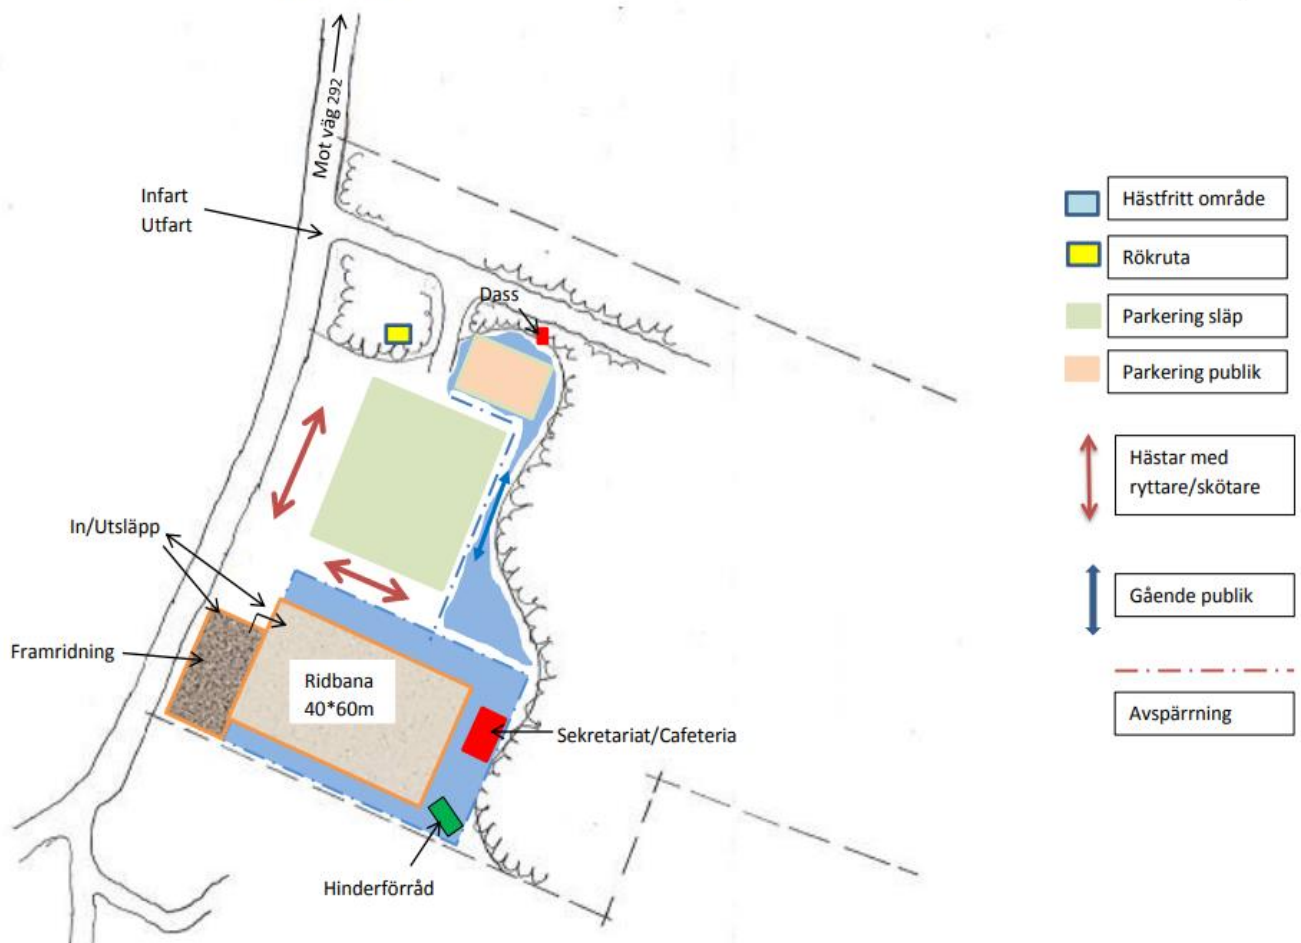 Mot väg 292
Infart
Utfart
Dass
In/Utsläpp
Framridning
Ridbana
40*60m
Sekretariat/Cafeteria
Hinderförråd
Hästfritt område
Rökruta
Parkering släp
Parkering publik
Hästar med
ryttare/skötare
Gående publik
Avspärrning